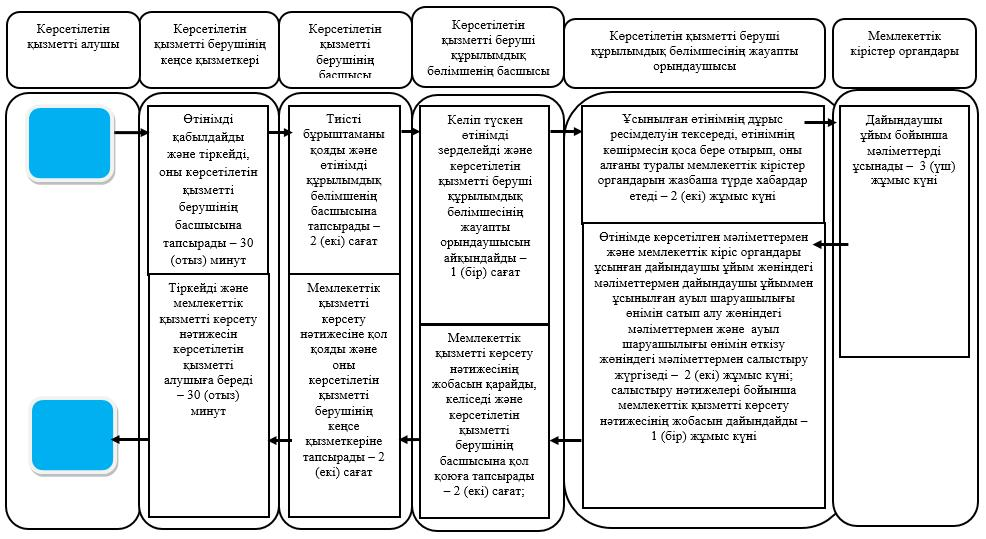 Көрсетілетін
қызметті алушы
Көрсетілетін
қызметті берушінің
кеңсе қызметкері
Көрсетілетін
қызметті
берушінің
басшысы
Көрсетілетін
қызметті беруші
құрылымдық
бөлімшенің басшысы
Көрсетілетін қызметті беруші
құрылымдық бөлімшесінің жауапты
орындаушысы
Мемлекеттік
кірістер органдары
Өтінімді
қабылдайды
және тіркейді,
оны көрсетілетін
қызметті
берушінің
басшысына
тапсырады – 30
(отыз) минут
Тіркейді және
мемлекеттік
қызметті көрсету
нәтижесін
көрсетілетін
қызметті
алушыға береді
– 30 (отыз)
минут
Тиісті
бұрыштаманы
қояды және
өтінімді
құрылымдық
бөлімшенің
басшысына
тапсырады –
2 (екі) сағат
Мемлекеттік
қызметті
көрсету
нәтижесіне қол
қояды және
оны
көрсетілетін
қызметті
берушінің
кеңсе
қызметкеріне
тапсырады – 2
(екі) сағат
Келіп түскен
өтінімді
зерделейді және
көрсетілетін
қызметті беруші
құрылымдық
бөлімшесінің
жауапты
орындаушысын
айқындайды –
1 (бір) сағат
Мемлекеттік
қызметті көрсету
нәтижесінің
жобасын қарайды,
келіседі және
көрсетілетін
қызметті
берушінің
басшысына қол
қоюға тапсырады
– 2 (екі) сағат;
Ұсынылған өтінімнің дұрыс
ресімделуін тексереді, өтінімнің
көшірмесін қоса бере отырып, оны
алғаны туралы мемлекеттік кірістер
органдарын жазбаша түрде хабардар
етеді – 2 (екі) жұмыс күні
Өтінімде көрсетілген мәліметтермен
және мемлекеттік кіріс органдары
ұсынған дайындаушы ұйым жөніндегі
мәліметтермен дайындаушы ұйыммен
ұсынылған ауыл шаруашылығы
өнімін сатып алу жөніндегі
мәліметтермен және ауыл
шаруашылығы өнімін өткізу
жөніндегі мәліметтермен салыстыру
жүргізеді – 2 (екі) жұмыс күні;
салыстыру нәтижелері бойынша
мемлекеттік қызметті көрсету
нәтижесінің жобасын дайындайды –
1 (бір) жұмыс күні
Дайындаушы
ұйым бойынша
мәліметтерді
ұсынады – 3 (үш)
жұмыс күні